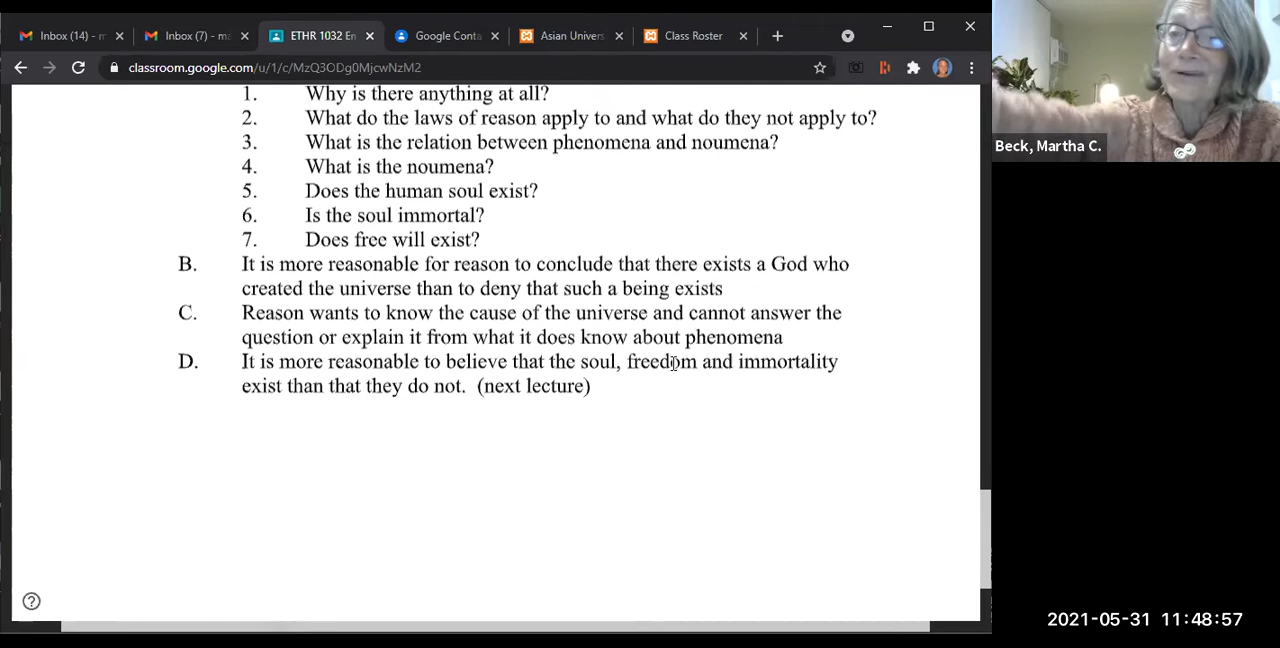 Inbox (14) - m
Inbox (7) - ma
ETHR 1032 En
Google Conta
Asian Univers
Class Roster
classroom.google.com/u/1/c/MzQ3ODg0MjcwNzM2
1. Why is there anything at all?
2. What do the laws of reason apply to and what do they not apply to?
3. What is the relation between phenomena and noumena?
4. What is the noumena?
5. Does the human soul exist?
6. Is the soul immortal?
7. Does free will exist?
B. It is more reasonable for reason to conclude that there exists a God who
created the universe than to deny that such a being exists
C. Reason wants to know the cause of the universe and cannot answer the
question or explain it from what it does know about phenomena
D. It is more reasonable to believe that the soul, freedom and immortality
exist than that they do not. (next lecture)
Beck, Martha C.
2021-05-31 11:48:57